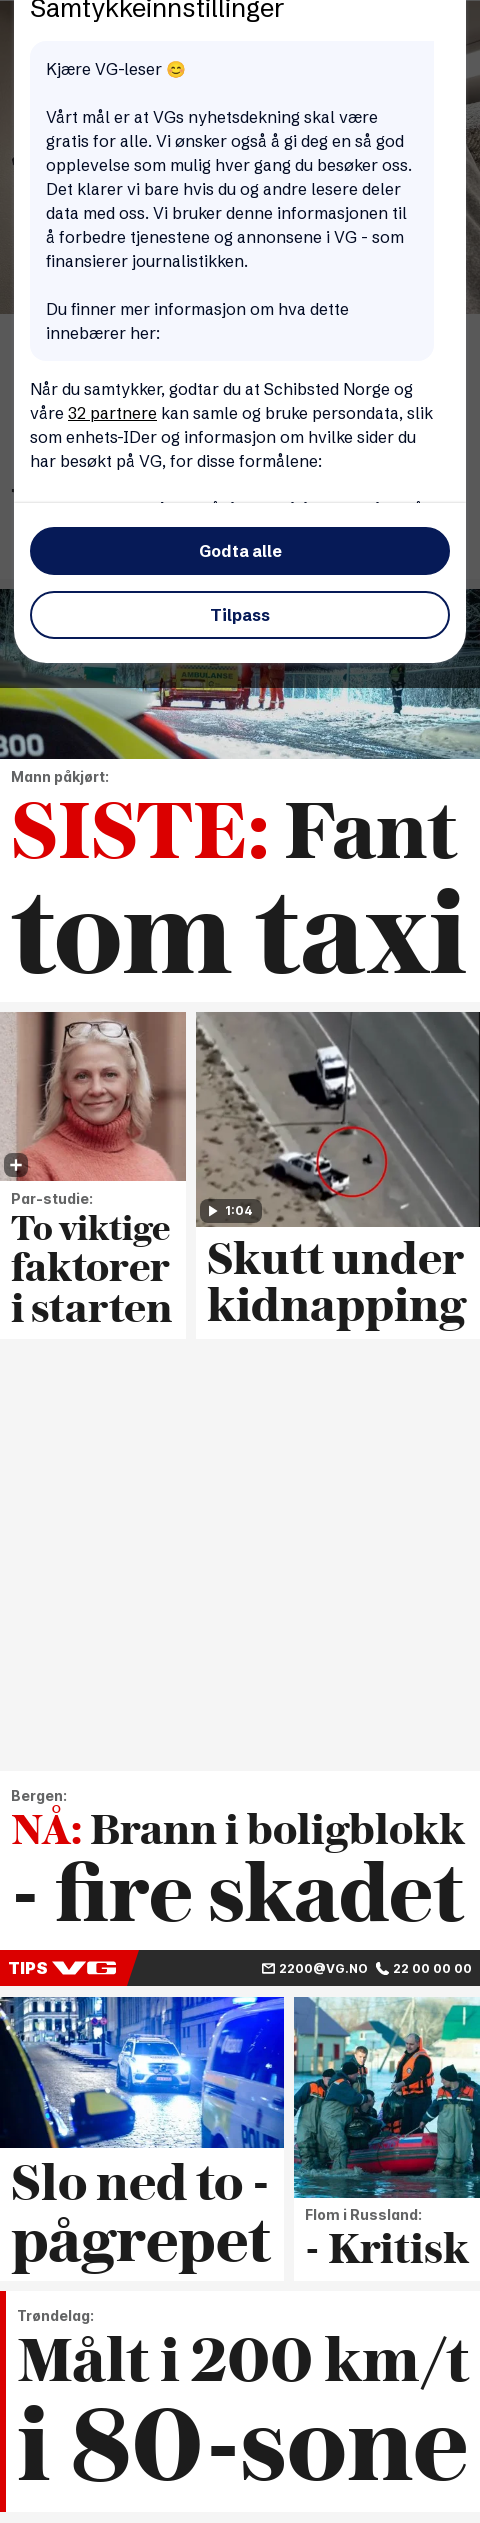 Samtykkeinnstillinger
Kjære VG-leser 😊
Vårt mål er at VGs nyhetsdekning skal være
gratis for alle. Vi ønsker også å gi deg en så god
opplevelse som mulig hver gang du besøker oss.
Det klarer vi bare hvis du og andre lesere deler
data med oss. Vi bruker denne informasjonen til
å forbedre tjenestene og annonsene i VG - som
finansierer journalistikken.
Du finner mer informasjon om hva dette
innebærer her:
Når du samtykker, godtar du at Schibsted Norge og
våre 32 partnere kan samle og bruke persondata, slik
som enhets-IDer og informasjon om hvilke sider du
har besøkt på VG, for disse formålene:
Godta alle
Tilpass
AMBULANSE
300
Mann påkjørt:
SISTE: Fant
tom taxi
Par-studie:
To viktige
faktorer
i starten
1:04
Skutt under
kidnapping
Bergen:
NÅ: Brann i boligblokk
- fire skadet
TIPS VG
2200@VG.NO
22 00 00 00
Slo ned to -
pågrepet
Flom i Russland:
- Kritisk
Trøndelag:
Målt i 200 km/t
i 80-sone